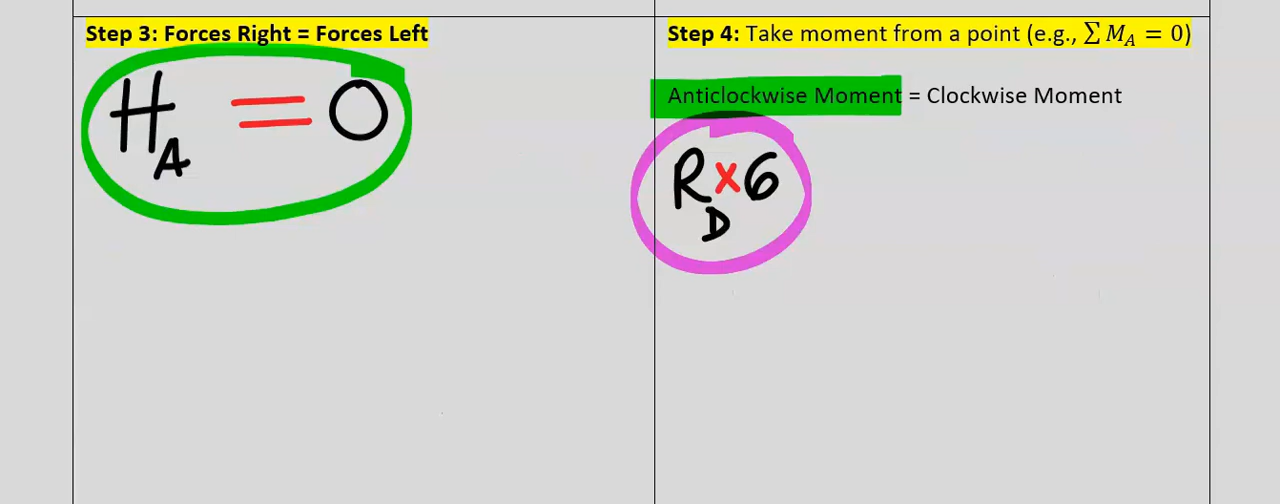 Step 3: Forces Right = Forces Left
H_A = 0
Step 4: Take moment from a point (e.g., ∑ M_A = 0)
Anticlockwise Moment = Clockwise Moment
R_D × 6